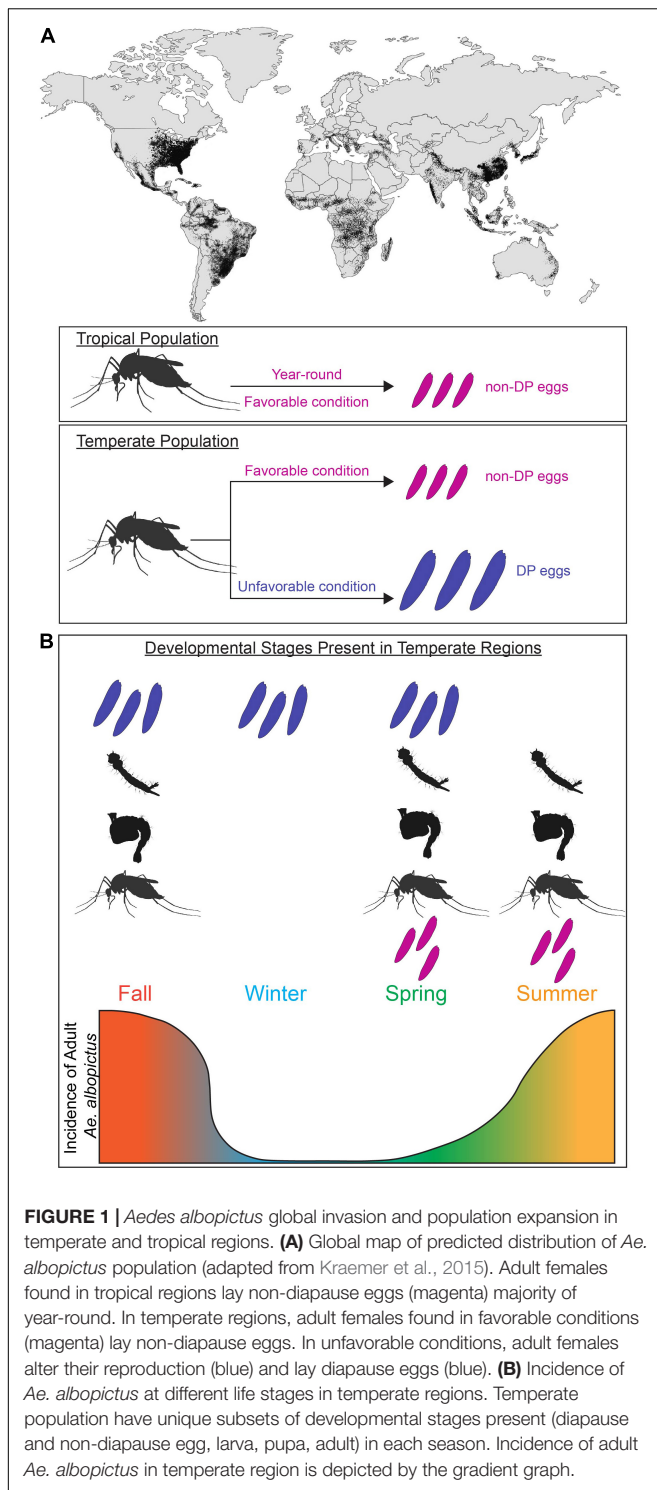 A
Tropical Population
Year-round
Favorable condition
non-DP eggs
Temperate Population
Favorable condition
non-DP eggs
Unfavorable condition
DP eggs
B
Developmental Stages Present in Temperate Regions
Fall Winter Spring Summer
Incidence of Adult
Ae. albopictus
FIGURE 1 | Aedes albopictus global invasion and population expansion in
temperate and tropical regions. (A) Global map of predicted distribution of Ae.
albopictus population (adapted from Kraemer et al., 2015). Adult females
found in tropical regions lay non-diapause eggs (magenta) majority of
year-round. In temperate regions, adult females found in favorable conditions
(magenta) lay non-diapause eggs. In unfavorable conditions, adult females
alter their reproduction (blue) and lay diapause eggs (blue). (B) Incidence of
Ae. albopictus at different life stages in temperate regions. Temperate
population have unique subsets of developmental stages present (diapause
and non-diapause egg, larva, pupa, adult) in each season. Incidence of adult
Ae. albopictus in temperate region is depicted by the gradient graph.